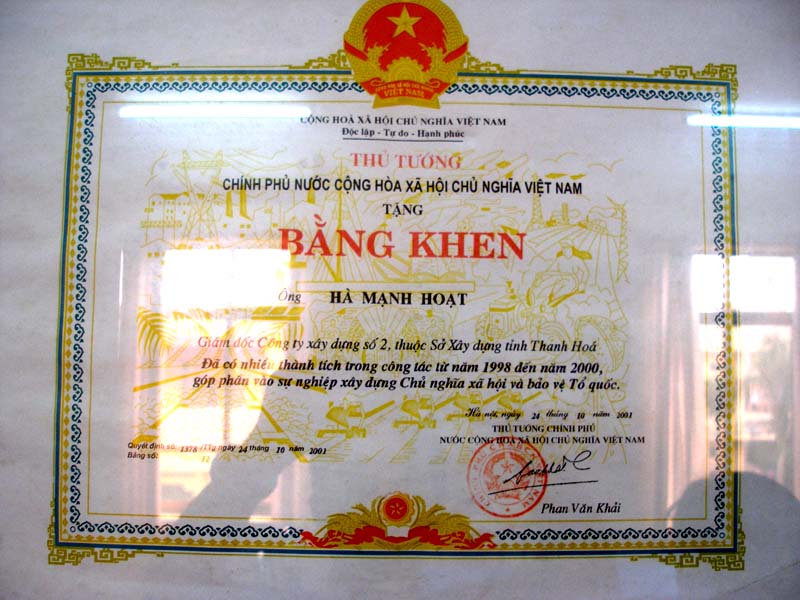 VIỆT NAM
CỘNG HOÀ XÃ HỘI CHỦ NGHĨA VIỆT NAM
Độc lập - Tự do - Hạnh phúc
THỦ TƯỚNG
CHÍNH PHỦ NƯỚC CỘNG HÒA XÃ HỘI CHỦ NGHĨA VIỆT NAM
TẶNG
BẰNG KHEN
Ông HÀ MẠNH HOẠT
Giám đốc Công ty xây dựng số 2, thuộc Sở Xây dựng tỉnh Thanh Hoá
Đã có nhiều thành tích trong công tác từ năm 1998 đến năm 2000,
góp phần vào sự nghiệp xây dựng Chủ nghĩa xã hội và bảo vệ Tổ quốc.
Hà nội, ngày 24 tháng 10 năm 2001
THỦ TƯỚNG CHÍNH PHỦ
NƯỚC CỘNG HOÀ XÃ HỘI CHỦ NGHĨA VIỆT NAM
Quyết định số: 1378 /TTg ngày 24 tháng 10 năm 2001
Bảng số: 12
Phan Văn Khải